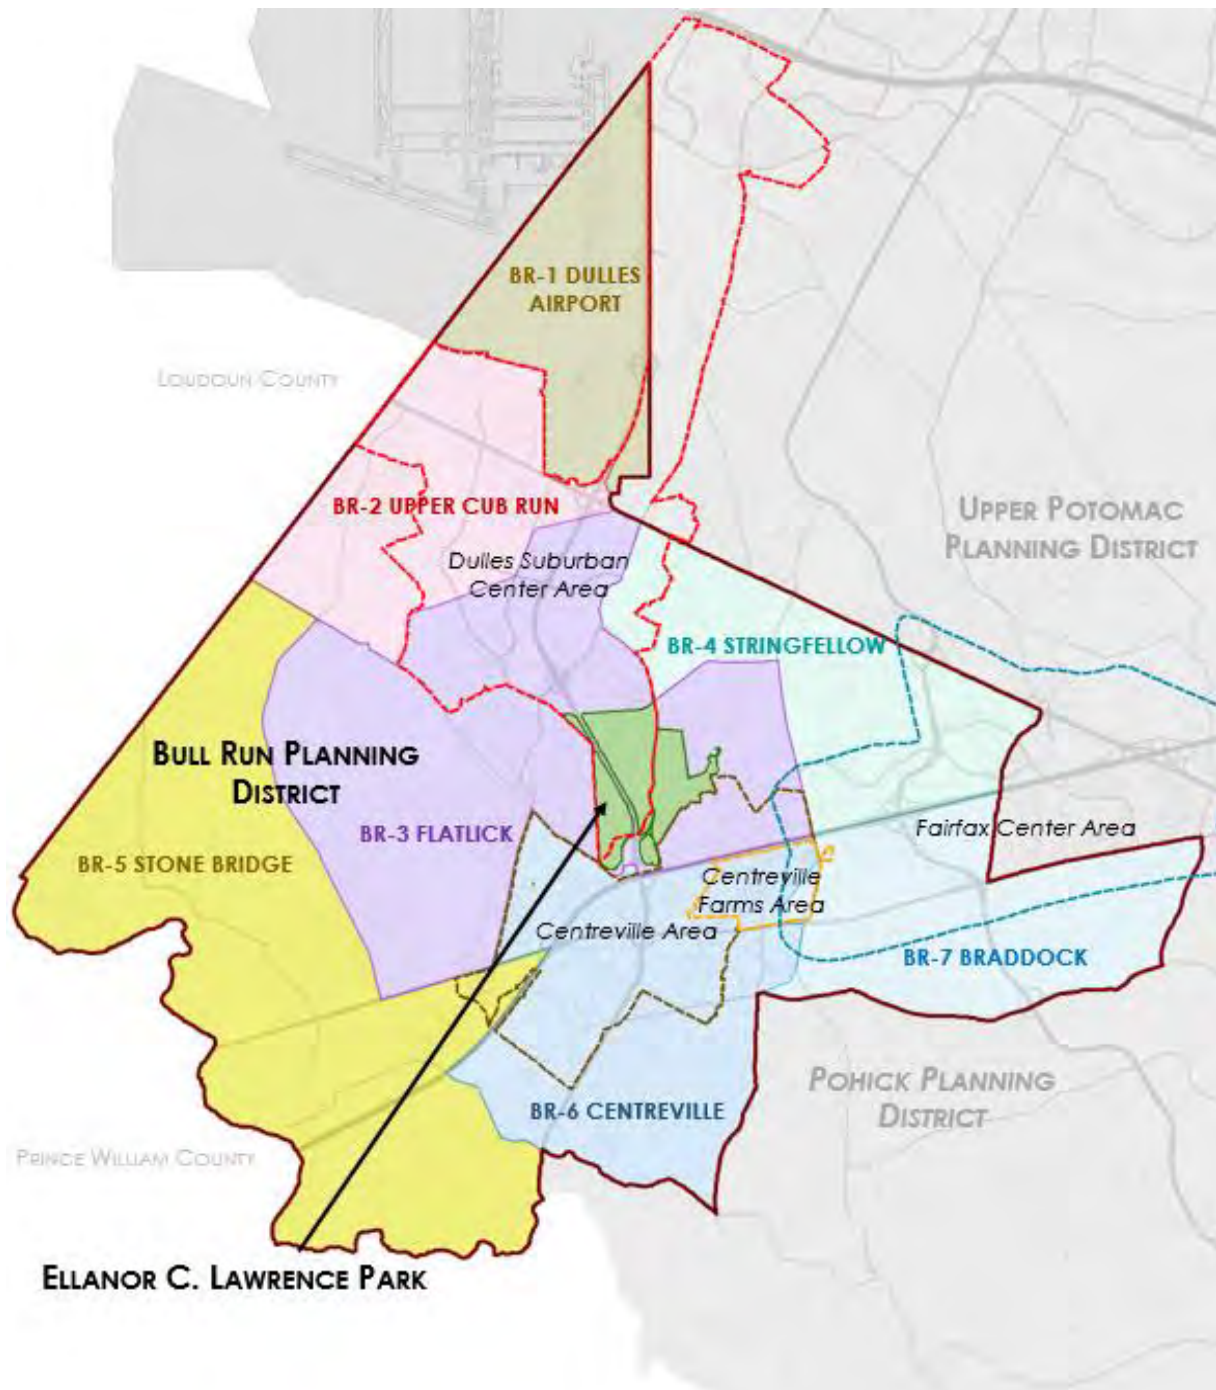 BR-1 DULLES
AIRPORT
LOUDOUN COUNTY
BR-2 UPPER CUB RUN
UPPER POTOMAC
PLANNING DISTRICT
Dulles Suburban
Center Area
BR-4 STRINGFELLOW
BULL RUN PLANNING
DISTRICT
BR-3 FLATLICK
Fairfax Center Area
BR-5 STONE BRIDGE
Centreville
Farms Area
Centreville Area
BR-7 BRADDOCK
POHICK PLANNING
DISTRICT
BR-6 CENTREVILLE
PRINCE WILLIAM COUNTY
ELLANOR C. LAWRENCE PARK